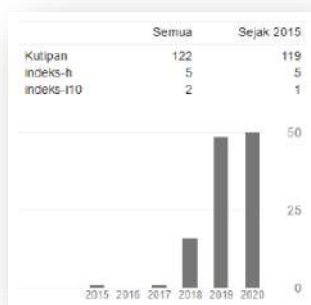 Semua Sejak 2015
Kutipan 122 119
indeks-h 5 5
indeks-i10 2 1
50
25
0
2015 2016 2017 2018 2019 2020